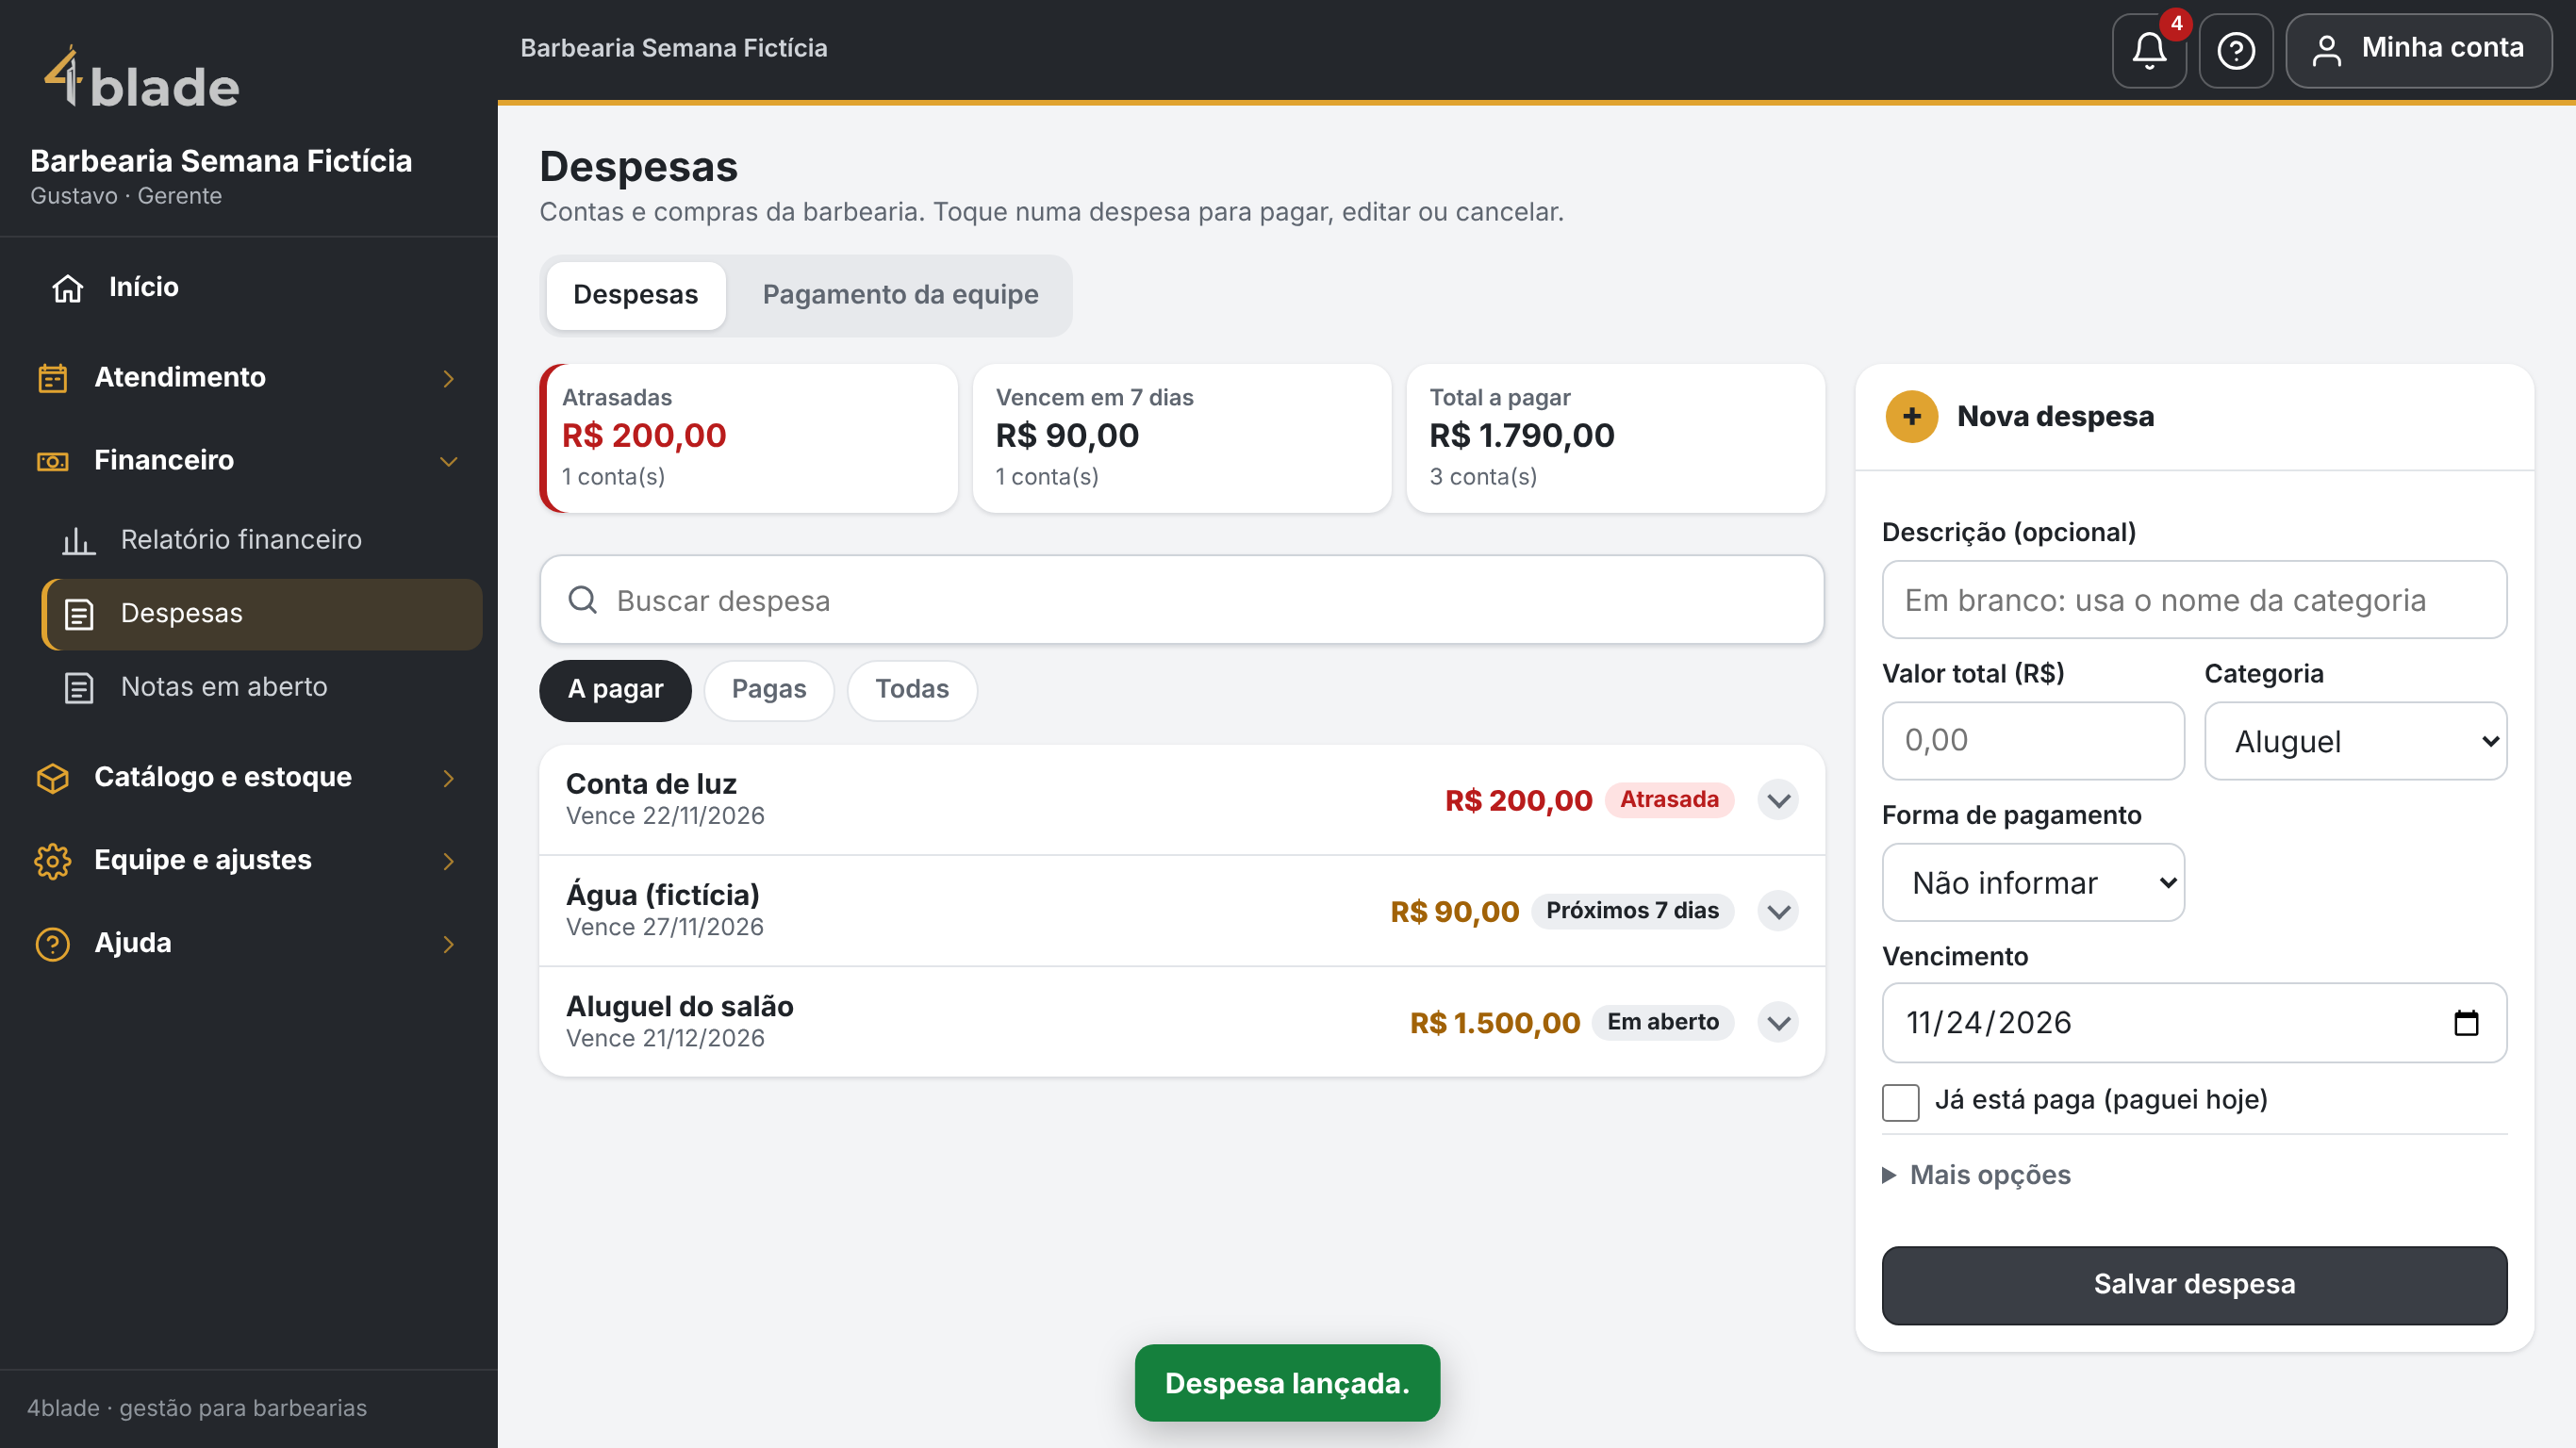 4blade
Barbearia Semana Fictícia
Gustavo · Gerente
Início
Atendimento
Financeiro
Relatório financeiro
Despesas
Notas em aberto
Catálogo e estoque
Equipe e ajustes
Ajuda
4blade · gestão para barbearias
Barbearia Semana Fictícia
4
Minha conta
Despesas
Contas e compras da barbearia. Toque numa despesa para pagar, editar ou cancelar.
Despesas
Pagamento da equipe
Atrasadas
R$ 200,00
1 conta(s)
Vencem em 7 dias
R$ 90,00
1 conta(s)
Total a pagar
R$ 1.790,00
3 conta(s)
Buscar despesa
A pagar
Pagas
Todas
Conta de luz
Vence 22/11/2026
R$ 200,00 Atrasada
Água (fictícia)
Vence 27/11/2026
R$ 90,00 Próximos 7 dias
Aluguel do salão
Vence 21/12/2026
R$ 1.500,00 Em aberto
+ Nova despesa
Descrição (opcional)
Em branco: usa o nome da categoria
Valor total (R$)
0,00
Categoria
Aluguel
Forma de pagamento
Não informar
Vencimento
11/24/2026
Já está paga (paguei hoje)
Mais opções
Salvar despesa
Despesa lançada.